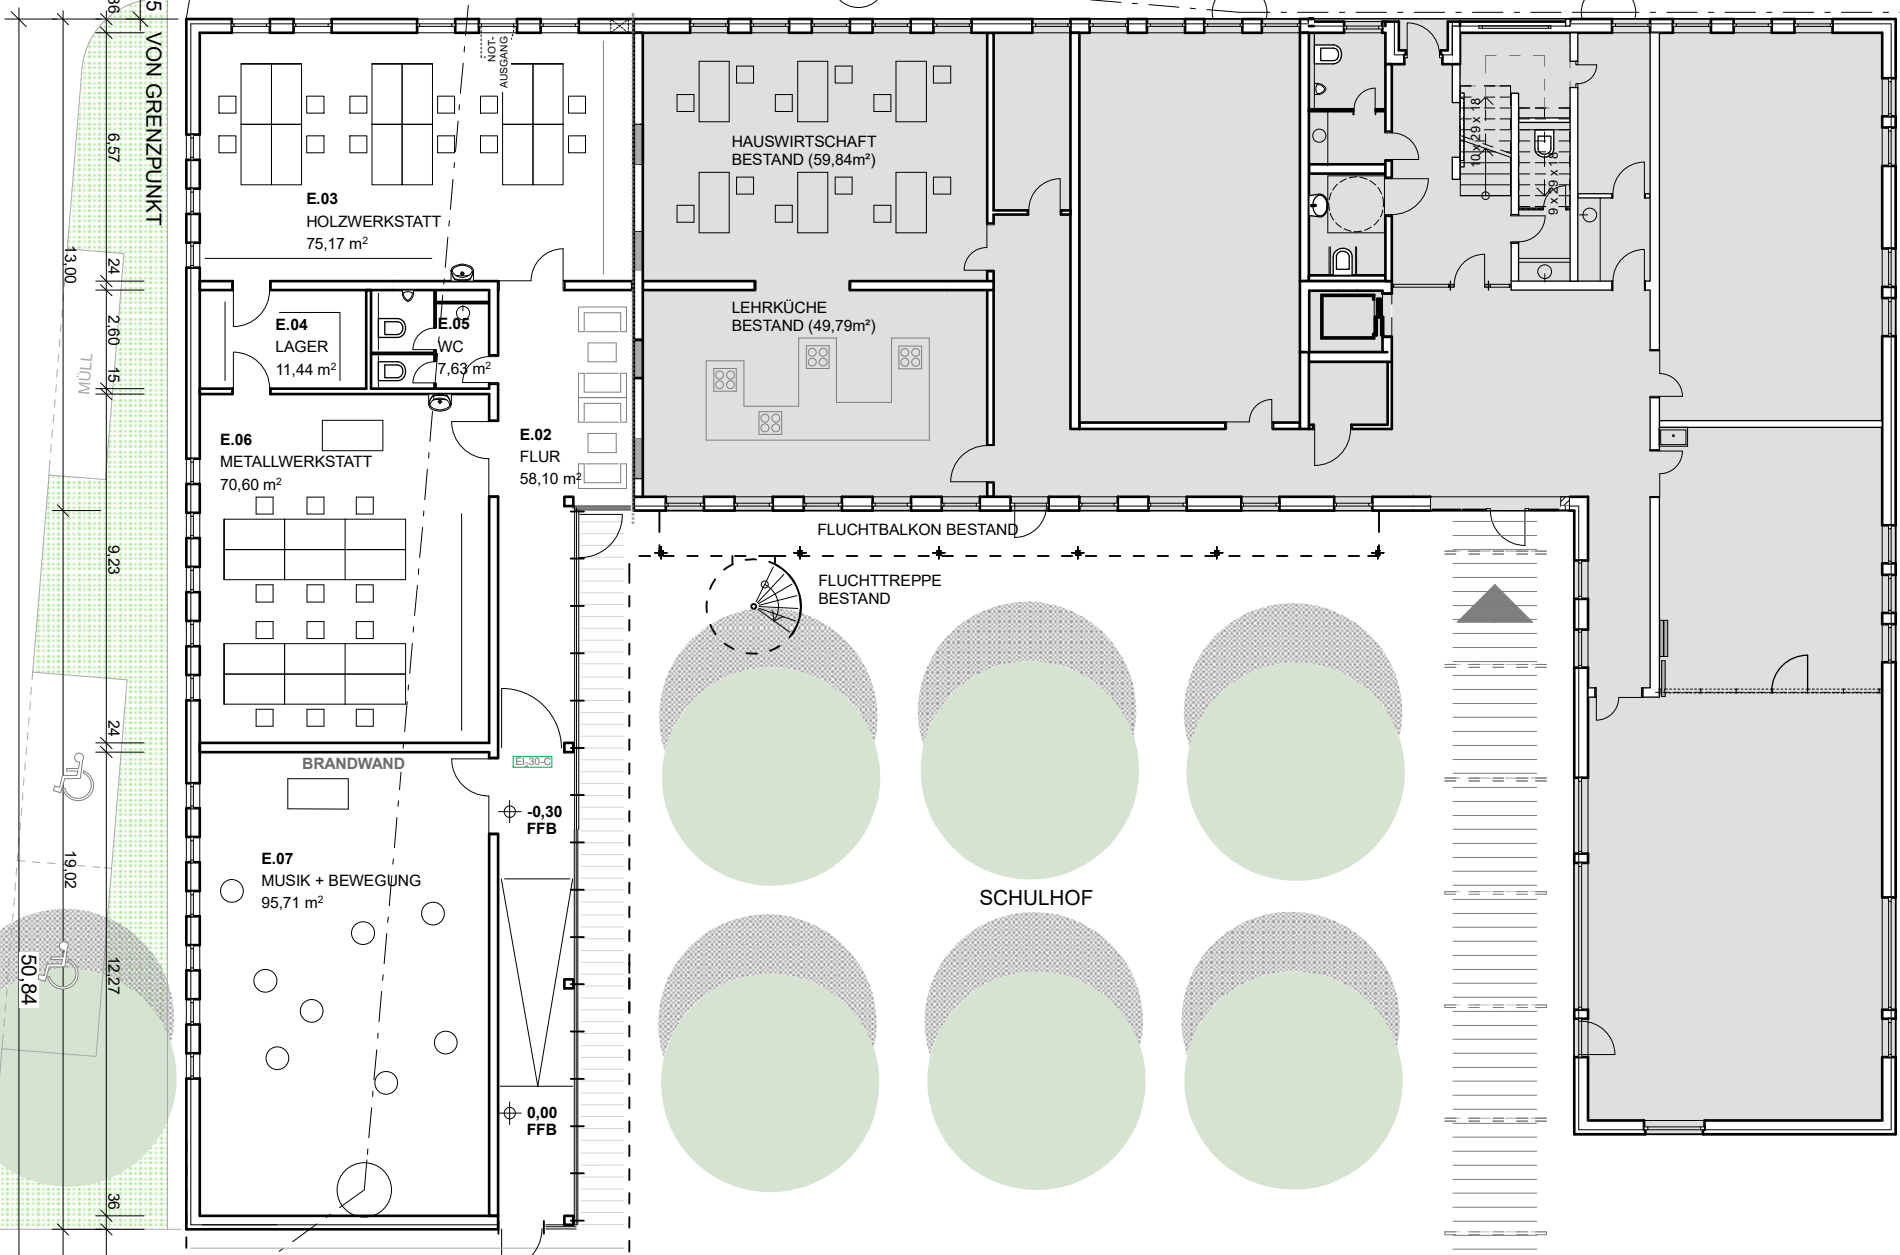 36
5 VON GRENZPUNKT
6,57
13,00
24
2,60
15
MÜLL
9,23
24
19,02
12,27
50,84
36
NOT-
AUSGANG
E.03
HOLZWERKSTATT
75,17 m²
E.04
LAGER
11,44 m²
E.05
WC
7,63 m²
E.06
METALLWERKSTATT
70,60 m²
E.02
FLUR
58,10 m²
BRANDWAND
EI₂30-C
-0,30
FFB
E.07
MUSIK + BEWEGUNG
95,71 m²
0,00
FFB
HAUSWIRTSCHAFT
BESTAND (59,84m²)
LEHRKÜCHE
BESTAND (49,79m²)
10 x 29 x 18
9 x 29 x 18
FLUCHTBALKON BESTAND
FLUCHTTREPPE
BESTAND
SCHULHOF